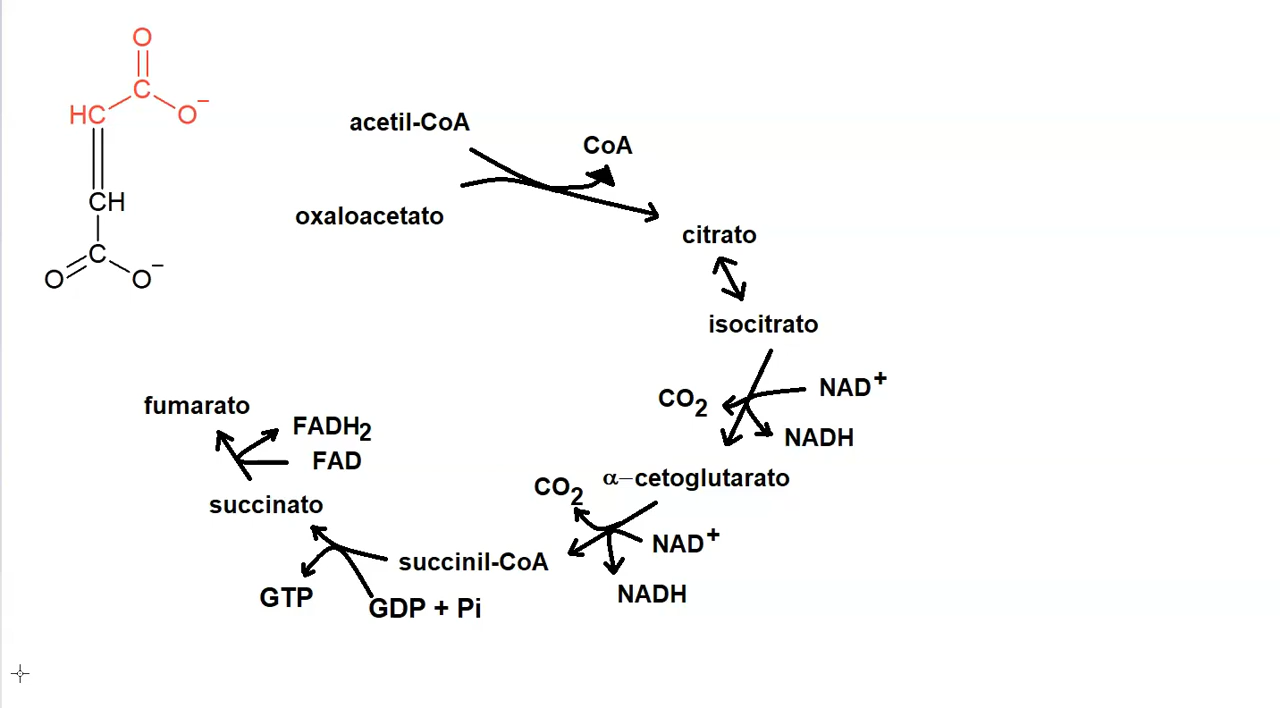 O
C
HC
O⁻
CH
C
O
O⁻
acetil-CoA
CoA
oxaloacetato
citrato
isocitrato
NAD⁺
CO₂
NADH
α–cetoglutarato
CO₂
NAD⁺
NADH
succinil-CoA
GDP + Pi
GTP
succinato
FAD
FADH₂
fumarato